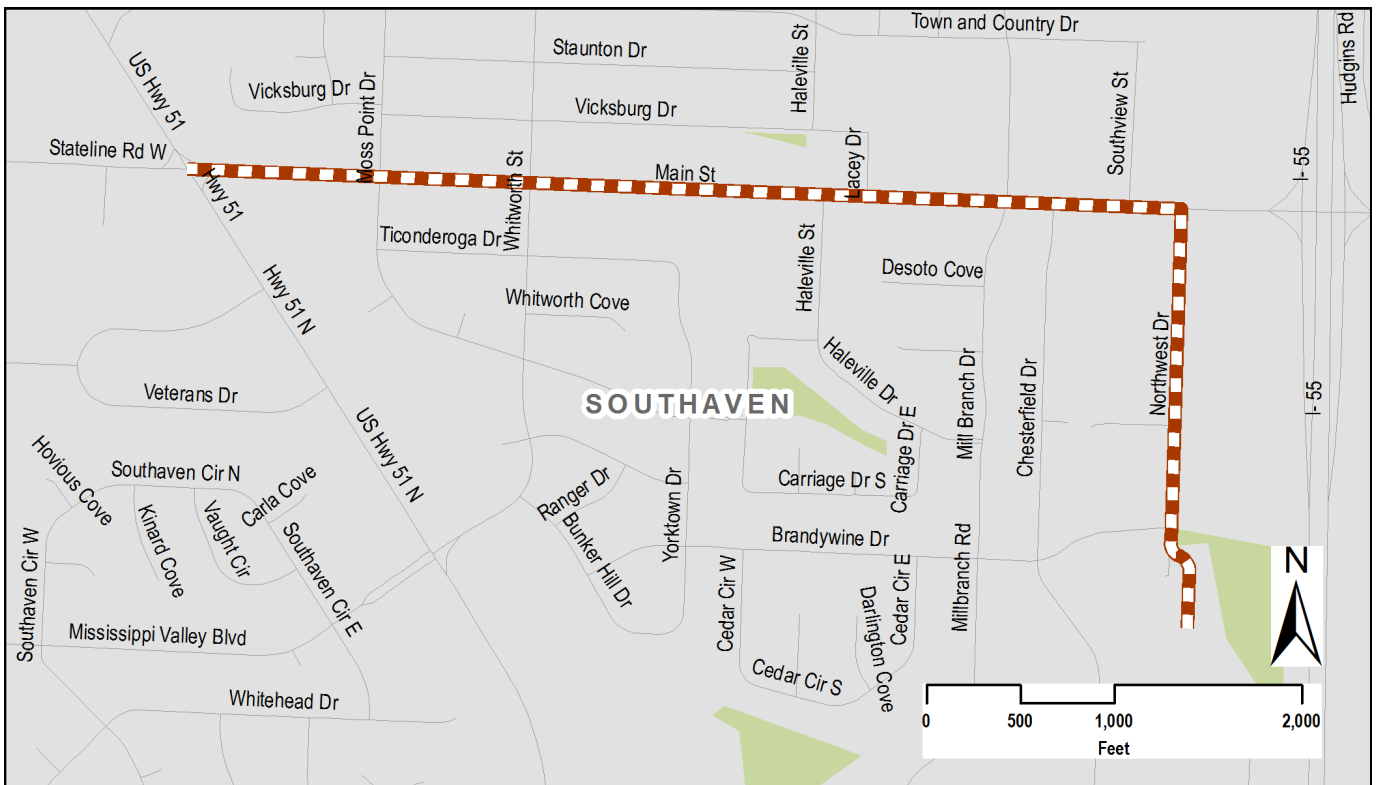 Town and Country Dr
Hudgins Rd
Staunton Dr
Haleville St
US Hwy 51
Vicksburg Dr
Moss Point Dr
Vicksburg Dr
Southview St
Stateline Rd W
Main St
Lacey Dr
I- 55
Hwy 51
Whitworth St
Ticonderoga Dr
Haleville St
Desoto Cove
Hwy 51 N
Whitworth Cove
Haleville Dr
Mill Branch Dr
Chesterfield Dr
Northwest Dr
I- 55
Veterans Dr
SOUTHAVEN
US Hwy 51 N
Carriage Dr E
Hovious Cove
Southaven Cir N
Carla Cove
Ranger Dr
Carriage Dr S
Kinard Cove
Vaught Cir
Southaven Cir E
Bunker Hill Dr
Yorktown Dr
Brandywine Dr
Southaven Cir W
Cedar Cir W
Cedar Cir E
Darlington Cove
Millbranch Rd
N
Mississippi Valley Blvd
Cedar Cir S
Whitehead Dr
0 500 1,000 2,000
Feet